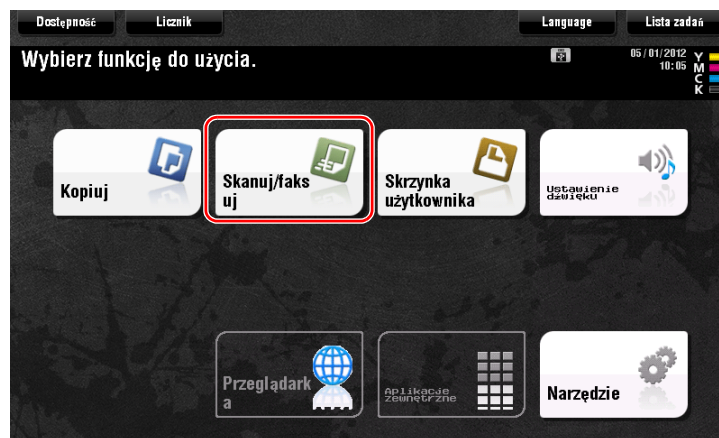 Dostępność Licznik Language Lista zadań
Wybierz funkcję do użycia.
05/01/2012
10:05
Y
M
C
K
Kopiuj
Skanuj/faks
uj
Skrzynka
użytkownika
Ustawienie
dźwięku
Przeglądark
a
Aplikacje
zewnętrzne
Narzędzie